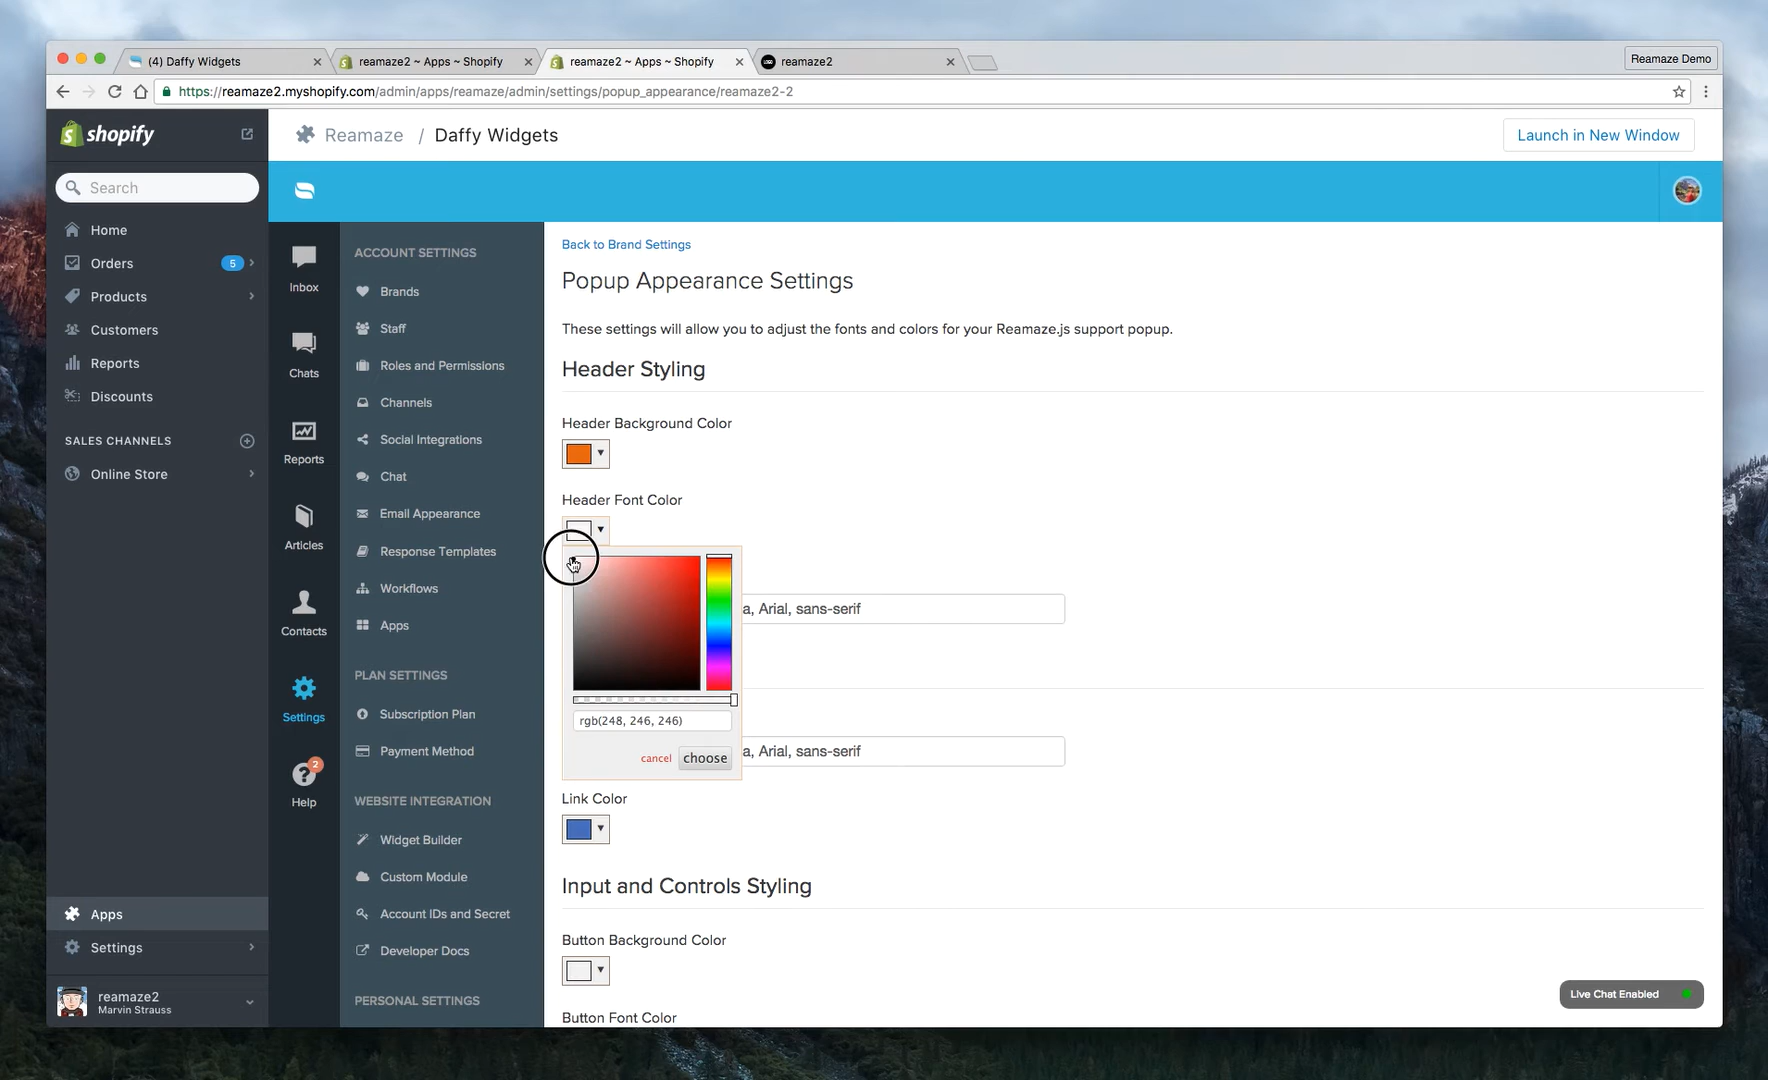 (4) Daffy Widgets
reamaze2 ~ Apps ~ Shopify
reamaze2 ~ Apps ~ Shopify
reamaze2
Reamaze Demo
https://reamaze2.myshopify.com/admin/apps/reamaze/admin/settings/popup_appearance/reamaze2-2
shopify
Reamaze / Daffy Widgets
Launch in New Window
Search
Home
Orders 5
Products
Customers
Reports
Discounts
SALES CHANNELS
Online Store
Apps
Settings
reamaze2
Marvin Strauss
Inbox
Chats
Reports
Articles
Contacts
Settings
2
Help
ACCOUNT SETTINGS
Brands
Staff
Roles and Permissions
Channels
Social Integrations
Chat
Email Appearance
Response Templates
Workflows
Apps
PLAN SETTINGS
Subscription Plan
Payment Method
WEBSITE INTEGRATION
Widget Builder
Custom Module
Account IDs and Secret
Developer Docs
PERSONAL SETTINGS
Back to Brand Settings
Popup Appearance Settings
These settings will allow you to adjust the fonts and colors for your Reamaze.js support popup.
Header Styling
Header Background Color
Header Font Color
a, Arial, sans-serif
rgb(248, 246, 246)
cancel choose
a, Arial, sans-serif
Link Color
Input and Controls Styling
Button Background Color
Button Font Color
Live Chat Enabled